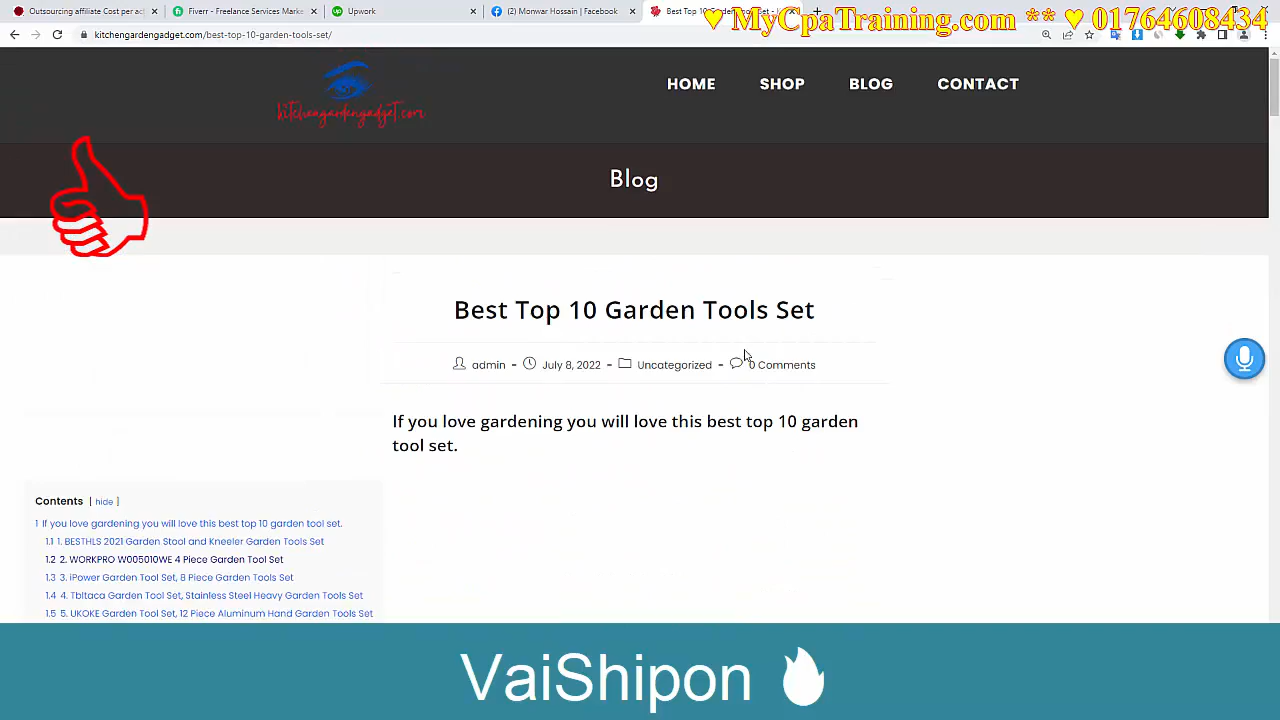 Outsourcing affiliate Cost per ac
Fiverr - Freelance Services Marke
Upwork
(2) Monwar Hossain | Facebook
Best Top 10 Garden
♥ MyCpaTraining.com ** ♥ 01764608434
kitchengardengadget.com/best-top-10-garden-tools-set/
kitchengardengadget.com
HOME
SHOP
BLOG
CONTACT
Blog
Best Top 10 Garden Tools Set
admin - July 8, 2022 - Uncategorized - 0 Comments
If you love gardening you will love this best top 10 garden
tool set.
Contents [ hide ]
1 If you love gardening you will love this best top 10 garden tool set.
1.1 1. BESTHLS 2021 Garden Stool and Kneeler Garden Tools Set
1.2 2. WORKPRO W005010WE 4 Piece Garden Tool Set
1.3 3. iPower Garden Tool Set, 8 Piece Garden Tools Set
1.4 4. Tbltaca Garden Tool Set, Stainless Steel Heavy Garden Tools Set
1.5 5. UKOKE Garden Tool Set, 12 Piece Aluminum Hand Garden Tools Set
VaiShipon